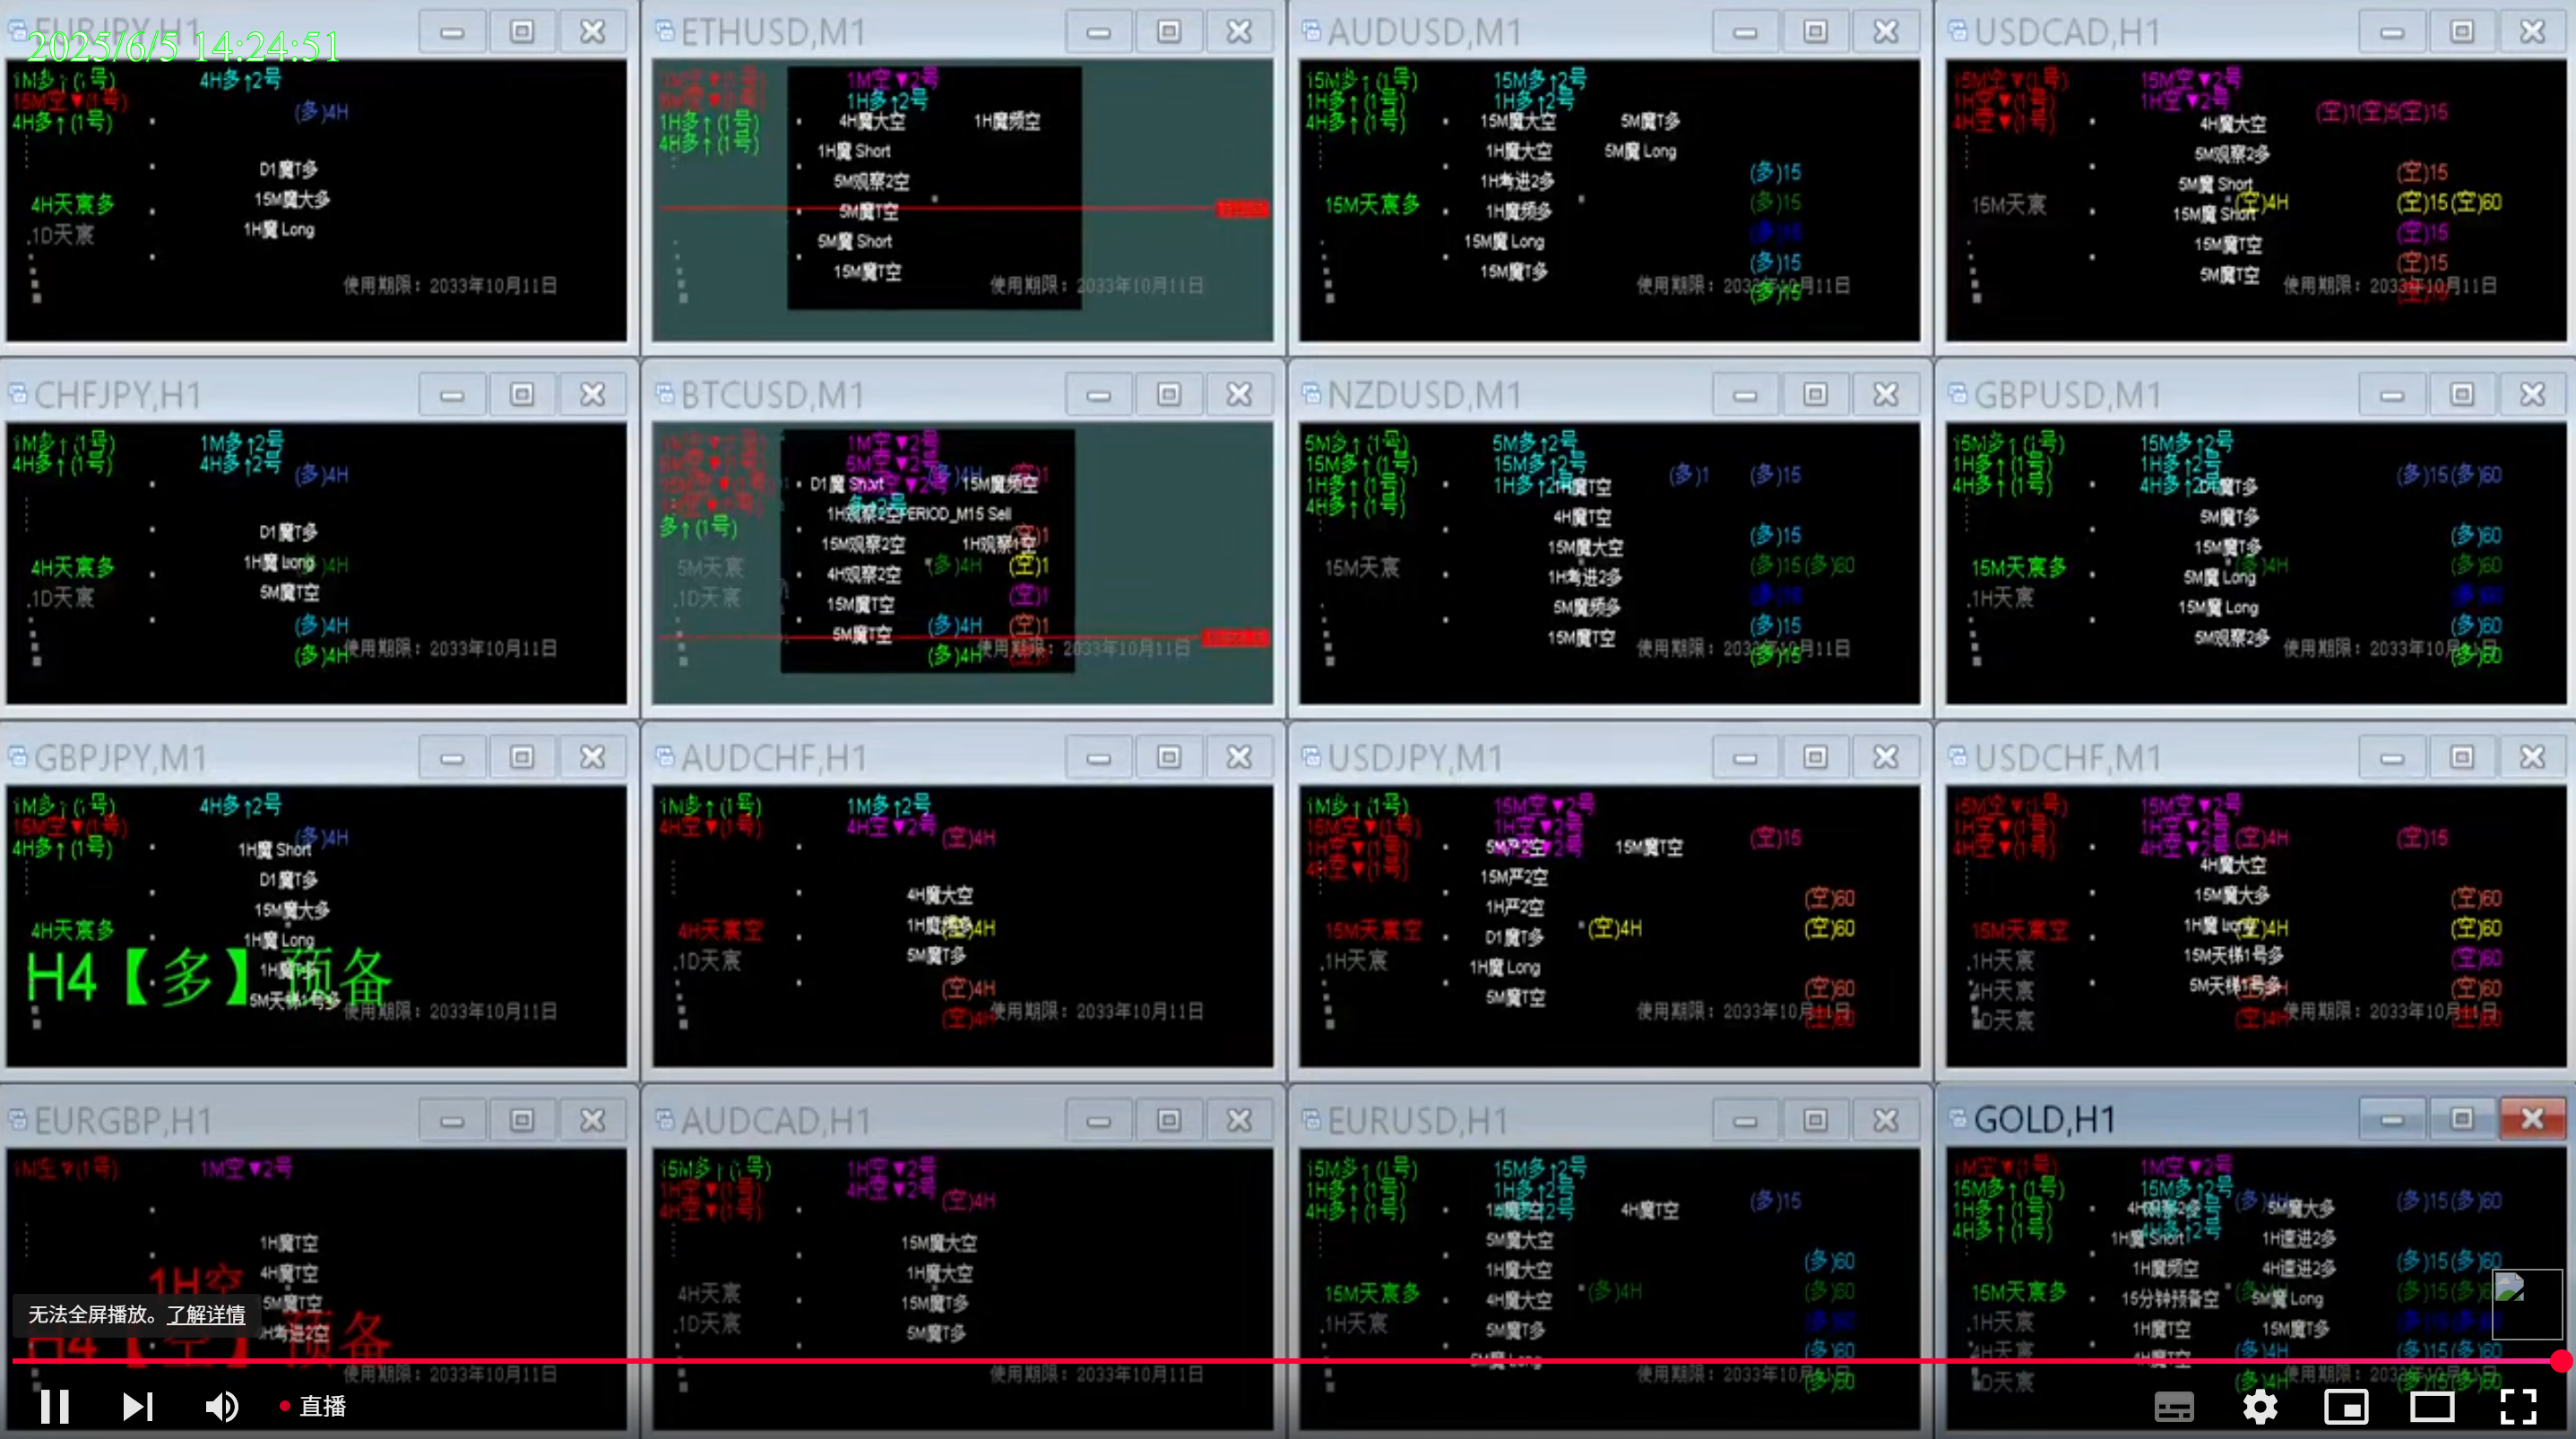 2025/6/5 14:24:51
EURJPY,H1
1M多↑(1号)
4H多↑2号
15M空▼(1号)
(多)4H
4H多↑(1号)
D1魔T多
15M魔大多
4H天宸多
1H魔 Long
.1D天宸
使用期限：2033年10月11日
ETHUSD,M1
1M空▼2号
1H多↑2号
1H多↑(1号)
4H魔大空
1H魔频空
4H多↑(1号)
1H魔 Short
5M观察2空
5M魔T空
5M魔 Short
15M魔T空
使用期限：2033年10月11日
AUDUSD,M1
15M多↑(1号)
15M多↑2号
1H多↑(1号)
1H多↑2号
4H多↑(1号)
15M魔大空
5M魔T多
1H魔大空
5M魔 Long
(多)15
1H考进2多
15M天宸多
1H魔频多
(多)15
(多)15
15M魔 Long
(多)15
15M魔T多
使用期限：2033年10月11日
(多)15
USDCAD,H1
15M空▼(1号)
15M空▼2号
1H空▼(1号)
1H空▼2号
4H空▼(1号)
(空)1(空)5(空)15
4H魔大空
5M观察2多
(空)15
5M魔 Short
(空)4H
(空)15(空)60
15M天宸
15M魔 Short
(空)15
15M魔T空
(空)15
5M魔T空
使用期限：2033年10月11日
CHFJPY,H1
1M多↑(1号)
1M多↑2号
4H多↑(1号)
4H多↑2号
(多)4H
D1魔T多
1H魔 Long
4H天宸多
5M魔T空
.1D天宸
(多)4H
(多)4H
使用期限：2033年10月11日
BTCUSD,M1
1M空▼2号
5M空▼2号
(多)4H
D1魔 Short
15M魔频空
多↑(1号)
1H观察2空
PERIOD_M15 Sell
15M观察2空
1H观察1空
5M天宸
4H观察2空
(多)4H
(空)1
.1D天宸
15M魔T空
(空)1
5M魔T空
(多)4H
(空)1
(多)4H
使用期限：2033年10月11日
NZDUSD,M1
5M多↑(1号)
5M多↑2号
15M多↑(1号)
15M多↑2号
(多)1
(多)15
1H多↑(1号)
1H多↑2号
4H多↑(1号)
4H魔T空
(多)15
15M魔大空
15M天宸
1H考进2多
(多)15(多)60
5M魔频多
(多)15
15M魔T空
使用期限：2033年10月11日
(多)15
GBPUSD,M1
15M多↑(1号)
15M多↑2号
1H多↑(1号)
1H多↑2号
(多)15(多)60
4H多↑(1号)
D1魔T多
5M魔T多
(多)60
15M魔T多
15M天宸多
5M魔 Long
(多)4H
(多)60
.1H天宸
15M魔 Long
(多)60
5M观察2多
使用期限：2033年10月11日
(多)60
GBPJPY,M1
1M多↑(1号)
4H多↑2号
15M空▼(1号)
(多)4H
4H多↑(1号)
1H魔 Short
D1魔T多
15M魔大多
4H天宸多
1H魔 Long
H4【多】预备
5M天梯1号多
使用期限：2033年10月11日
AUDCHF,H1
1M多↑(1号)
1M多↑2号
4H空▼(1号)
4H空▼2号
(空)4H
4H魔大空
4H天宸空
1H魔频多
(空)4H
.1D天宸
5M魔T多
(空)4H
(空)4H
使用期限：2033年10月11日
USDJPY,M1
1M多↑(1号)
15M空▼2号
15M空▼(1号)
1H空▼2号
1H空▼(1号)
5M严2空
15M魔T空
(空)15
4H空▼(1号)
15M严2空
(空)60
1H严2空
15M天宸空
D1魔T多
(空)4H
(空)60
.1H天宸
1H魔 Long
(空)60
5M魔T空
使用期限：2033年10月11日
(空)60
USDCHF,M1
15M空▼(1号)
15M空▼2号
1H空▼(1号)
1H空▼2号
(空)4H
(空)15
4H空▼(1号)
4H空▼2号
4H魔大空
15M魔大多
(空)60
15M天宸空
1H魔 Long
(空)4H
(空)60
.1H天宸
15M天梯1号多
(空)60
4H天宸
5M天梯1号多
(空)60
1D天宸
(空)4H
使用期限：2033年10月11日
(空)60
EURGBP,H1
1M空▼(1号)
1M空▼2号
1H魔T空
1H空
4H魔T空
5M魔T空
H4【空】预备
1H考进2空
使用期限：2033年10月11日
AUDCAD,H1
15M多↑(1号)
1H空▼2号
1H空▼(1号)
4H空▼2号
(空)4H
4H空▼(1号)
15M魔大空
1H魔大空
4H天宸
15M魔T多
.1D天宸
5M魔T多
使用期限：2033年10月11日
EURUSD,H1
15M多↑(1号)
15M多↑2号
1H多↑(1号)
1H多↑2号
(多)15
4H多↑(1号)
4H魔T空
5M魔大空
(多)60
1H魔大空
15M天宸多
4H魔大空
(多)4H
(多)60
.1H天宸
5M魔T多
(多)60
5M魔 Long
使用期限：2033年10月11日
(多)60
GOLD,H1
1M空▼(1号)
1M空▼2号
15M多↑(1号)
15M多↑2号
(多)4H
(多)15(多)60
1H多↑(1号)
5M魔大多
4H多↑(1号)
1H魔 Short
1H速进2多
1H魔频空
4H速进2多
(多)15(多)60
15M天宸多
15分钟预备空
5M魔 Long
.1H天宸
1H魔T空
15M魔T多
4H天宸
4H魔T空
(多)4H
(多)15(多)60
1D天宸
(多)4H
使用期限：2033年10月11日
无法全屏播放。了解详情
直播